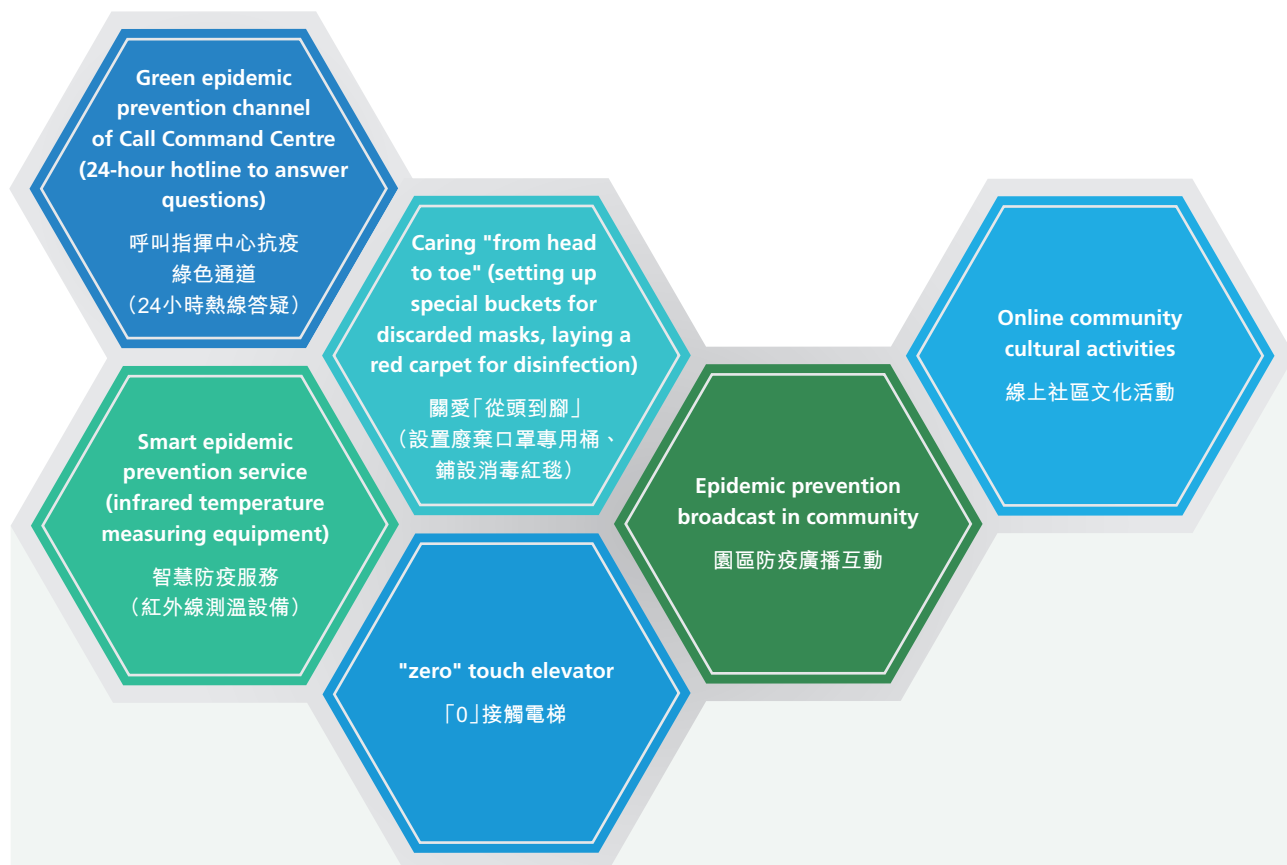 Green epidemic
prevention channel
of Call Command Centre
(24-hour hotline to answer
questions)
呼叫指揮中心抗疫
綠色通道
（24小時熱線答疑）
Caring "from head
to toe" (setting up
special buckets for
discarded masks, laying a
red carpet for disinfection)
關愛「從頭到腳」
（設置廢棄口罩專用桶、
鋪設消毒紅毯）
Online community
cultural activities
線上社區文化活動
Smart epidemic
prevention service
(infrared temperature
measuring equipment)
智慧防疫服務
（紅外線測溫設備）
Epidemic prevention
broadcast in community
園區防疫廣播互動
"zero" touch elevator
「0」接觸電梯